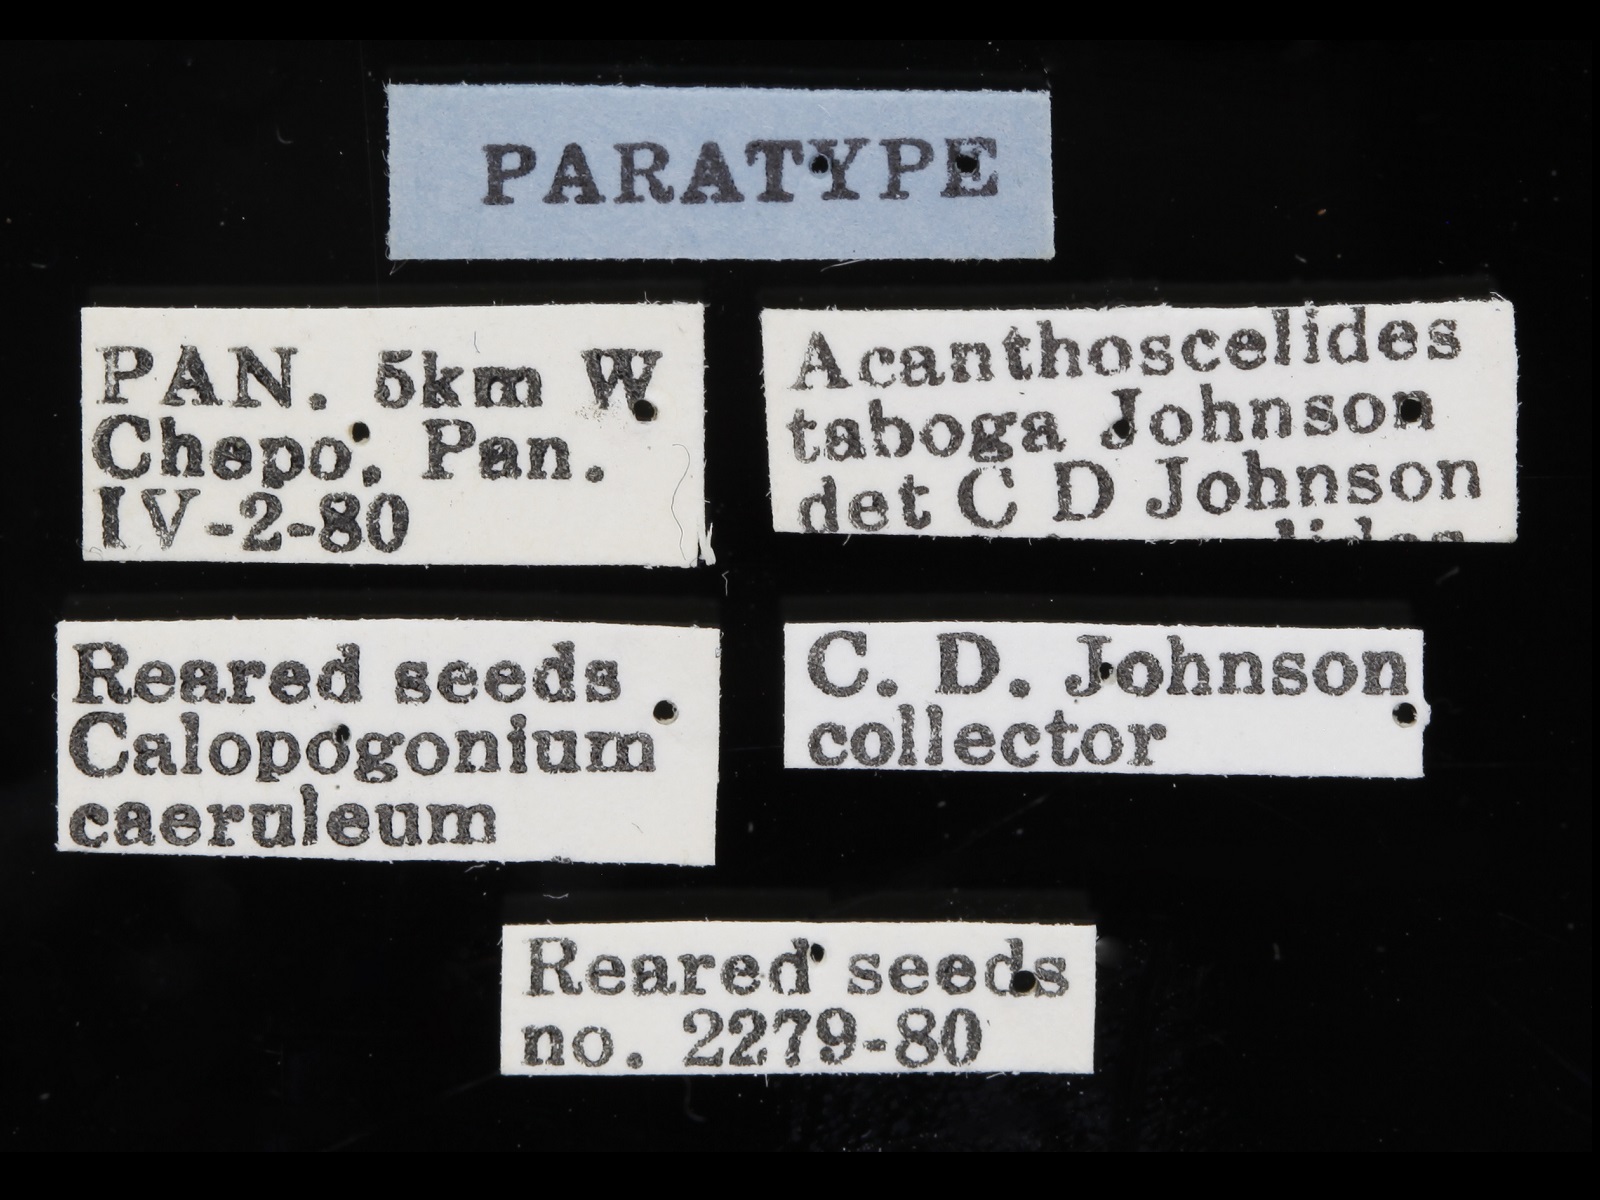 PARATYPE
PAN. 5km W
Chepo, Pan.
IV-2-80
Acanthoscelides
taboga Johnson
det C D Johnson
Reared seeds
Calopogonium
caeruleum
C. D. Johnson
collector
Reared seeds
no. 2279-80